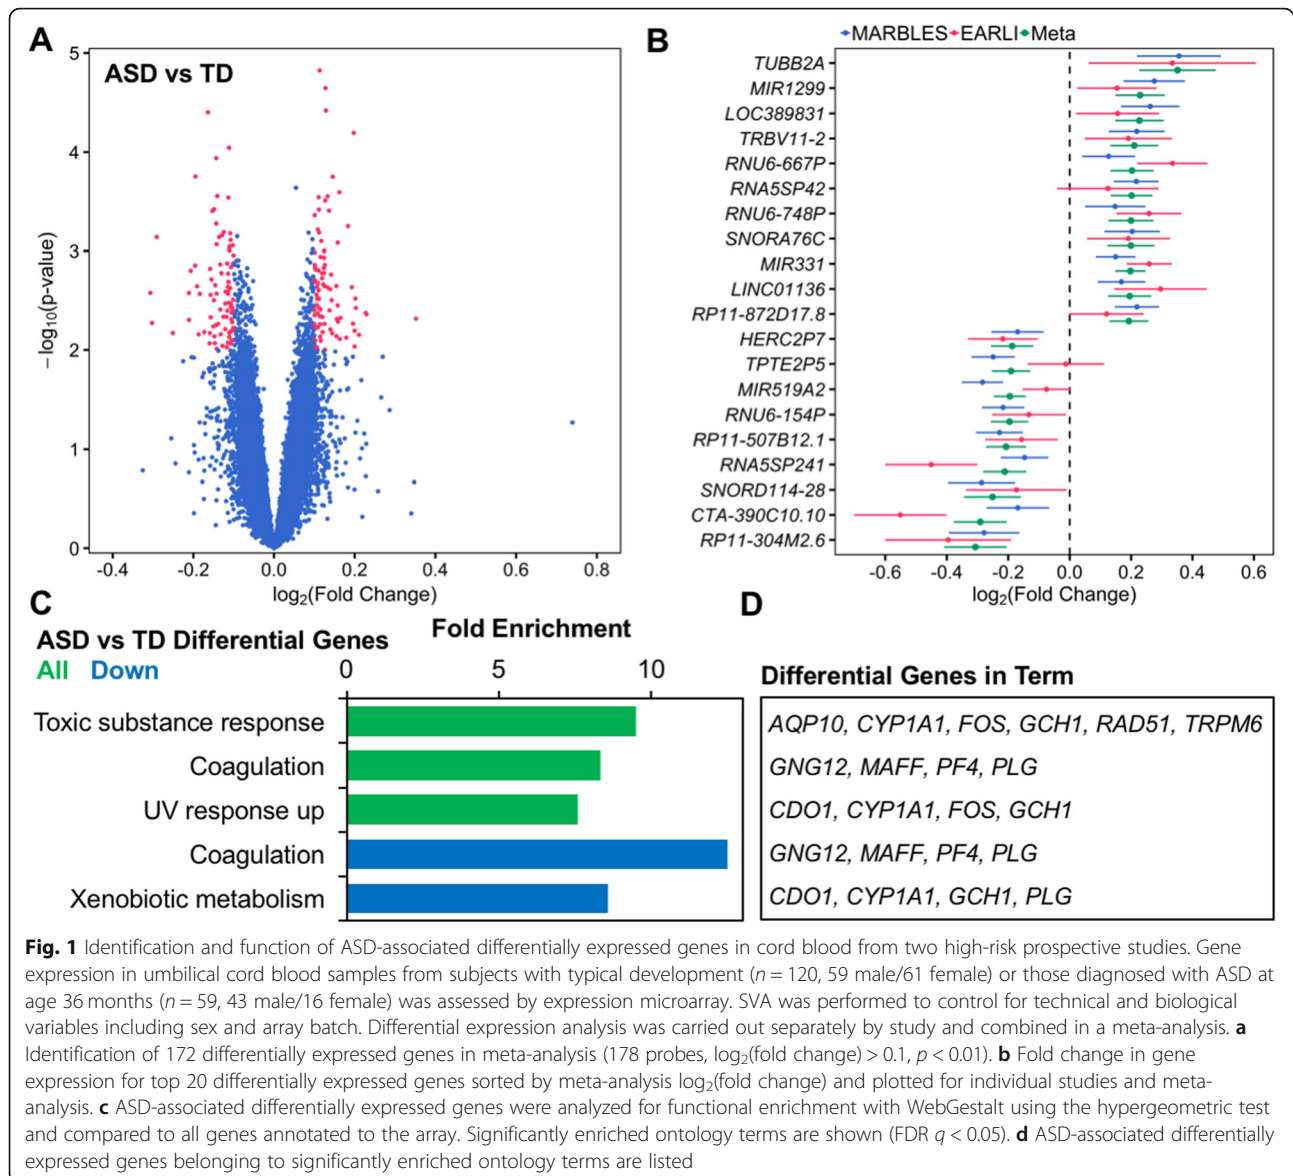 A
ASD vs TD
5
4
3
2
1
0
−log10(p-value)
-0.4
-0.2
0.0
0.2
0.4
0.6
0.8
log2(Fold Change)
B
MARBLES EARLI Meta
TUBB2A
MIR1299
LOC389831
TRBV11-2
RNU6-667P
RNA5SP42
RNU6-748P
SNORA76C
MIR331
LINC01136
RP11-872D17.8
HERC2P7
TPTE2P5
MIR519A2
RNU6-154P
RP11-507B12.1
RNA5SP241
SNORD114-28
CTA-390C10.10
RP11-304M2.6
-0.6
-0.4
-0.2
0.0
0.2
0.4
0.6
log2(Fold Change)
C
ASD vs TD Differential Genes
All Down
Fold Enrichment
0
5
10
Toxic substance response
Coagulation
UV response up
Coagulation
Xenobiotic metabolism
D
Differential Genes in Term
AQP10, CYP1A1, FOS, GCH1, RAD51, TRPM6
GNG12, MAFF, PF4, PLG
CDO1, CYP1A1, FOS, GCH1
GNG12, MAFF, PF4, PLG
CDO1, CYP1A1, GCH1, PLG
Fig. 1 Identification and function of ASD-associated differentially expressed genes in cord blood from two high-risk prospective studies. Gene
expression in umbilical cord blood samples from subjects with typical development (n = 120, 59 male/61 female) or those diagnosed with ASD at
age 36 months (n = 59, 43 male/16 female) was assessed by expression microarray. SVA was performed to control for technical and biological
variables including sex and array batch. Differential expression analysis was carried out separately by study and combined in a meta-analysis. a
Identification of 172 differentially expressed genes in meta-analysis (178 probes, log2(fold change) > 0.1, p < 0.01). b Fold change in gene
expression for top 20 differentially expressed genes sorted by meta-analysis log2(fold change) and plotted for individual studies and meta-
analysis. c ASD-associated differentially expressed genes were analyzed for functional enrichment with WebGestalt using the hypergeometric test
and compared to all genes annotated to the array. Significantly enriched ontology terms are shown (FDR q < 0.05). d ASD-associated differentially
expressed genes belonging to significantly enriched ontology terms are listed